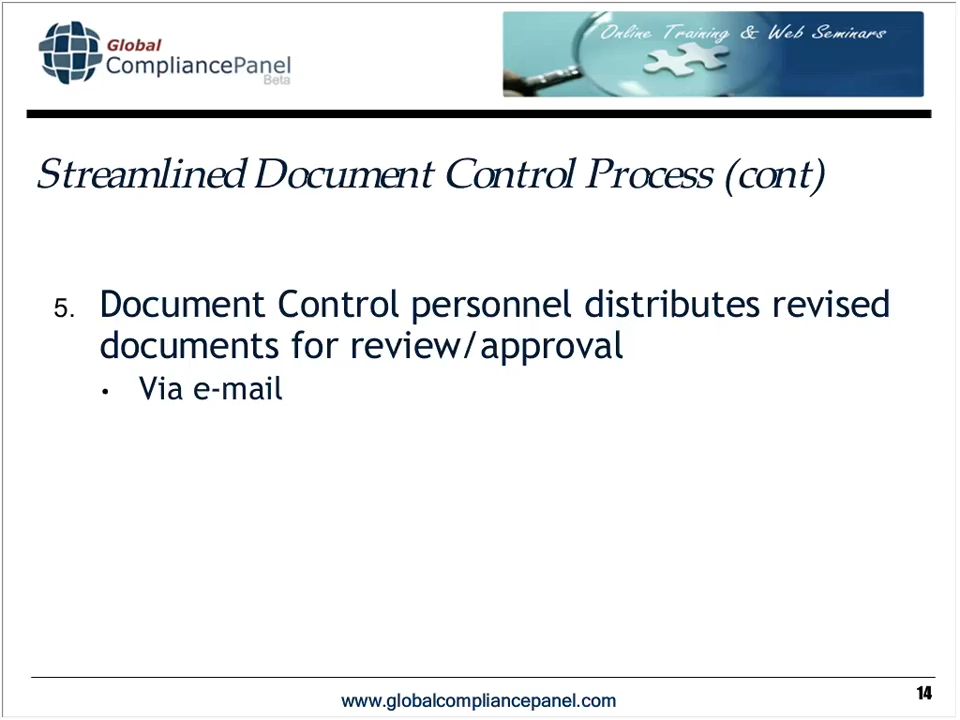 Global
CompliancePanel
Beta
Online Training & Web Seminars
Streamlined Document Control Process (cont)
5. Document Control personnel distributes revised
documents for review/approval
• Via e-mail
www.globalcompliancepanel.com
14